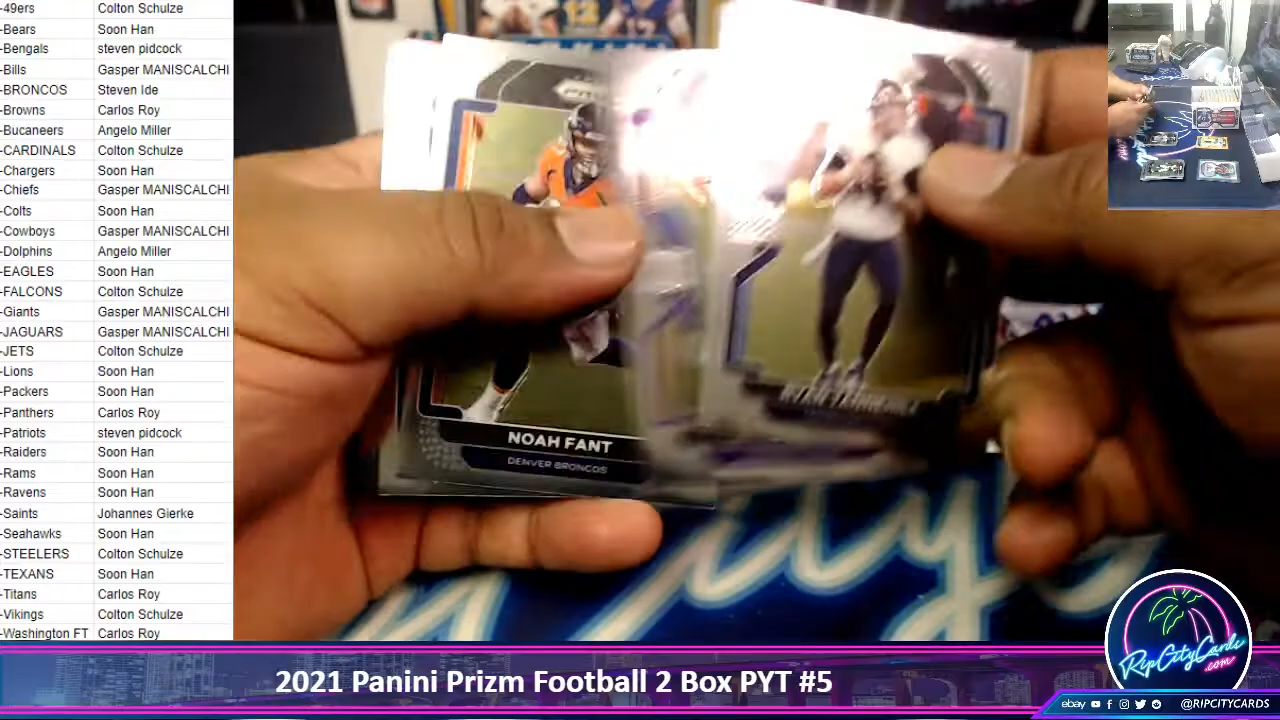 -49ers Colton Schulze
-Bears Soon Han
-Bengals steven pidcock
-Bills Gasper MANISCALCHI
-BRONCOS Steven Ide
-Browns Carlos Roy
-Bucaneers Angelo Miller
-CARDINALS Colton Schulze
-Chargers Soon Han
-Chiefs Gasper MANISCALCHI
-Colts Soon Han
-Cowboys Gasper MANISCALCHI
-Dolphins Angelo Miller
-EAGLES Soon Han
-FALCONS Colton Schulze
-Giants Gasper MANISCALCHI
-JAGUARS Gasper MANISCALCHI
-JETS Colton Schulze
-Lions Soon Han
-Packers Soon Han
-Panthers Carlos Roy
-Patriots steven pidcock
-Raiders Soon Han
-Rams Soon Han
-Ravens Soon Han
-Saints Johannes Gierke
-Seahawks Soon Han
-STEELERS Colton Schulze
-TEXANS Soon Han
-Titans Carlos Roy
-Vikings Colton Schulze
-Washington FT Carlos Roy
NOAH FANT
DENVER BRONCOS
2021 Panini Prizm Football 2 Box PYT #5
RipCityCards
.com
ebay
@RIPCITYCARDS